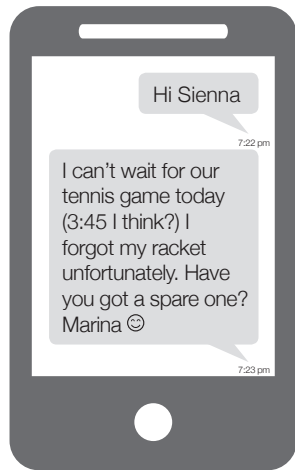 Hi Sienna
7:22 pm
I can't wait for our
tennis game today
(3:45 I think?) I
forgot my racket
unfortunately. Have
you got a spare one?
Marina ☺
7:23 pm